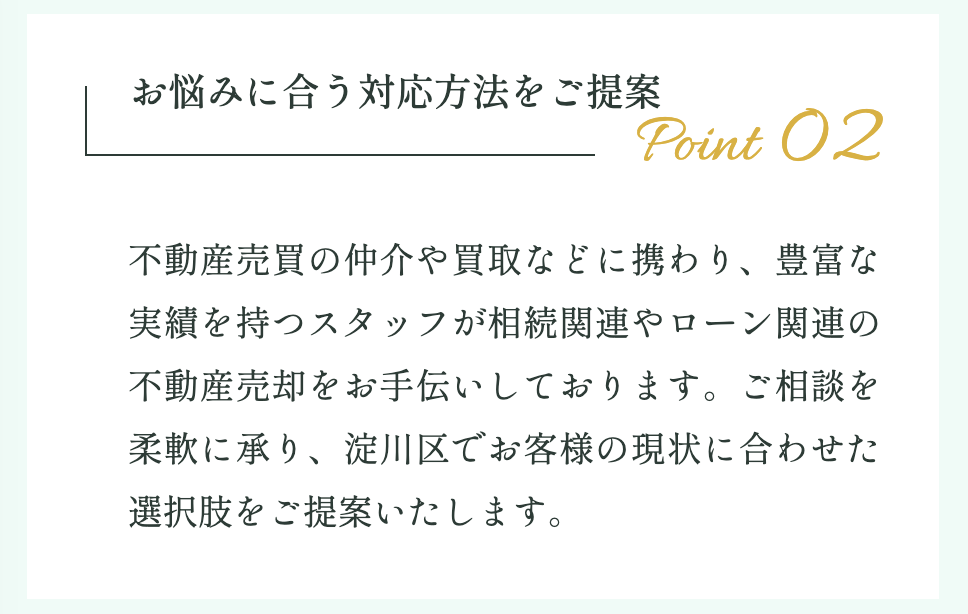 お悩みに合う対応方法をご提案
Point 02
不動産売買の仲介や買取などに携わり、豊富な
実績を持つスタッフが相続関連やローン関連の
不動産売却をお手伝いしております。ご相談を
柔軟に承り、淀川区でお客様の現状に合わせた
選択肢をご提案いたします。